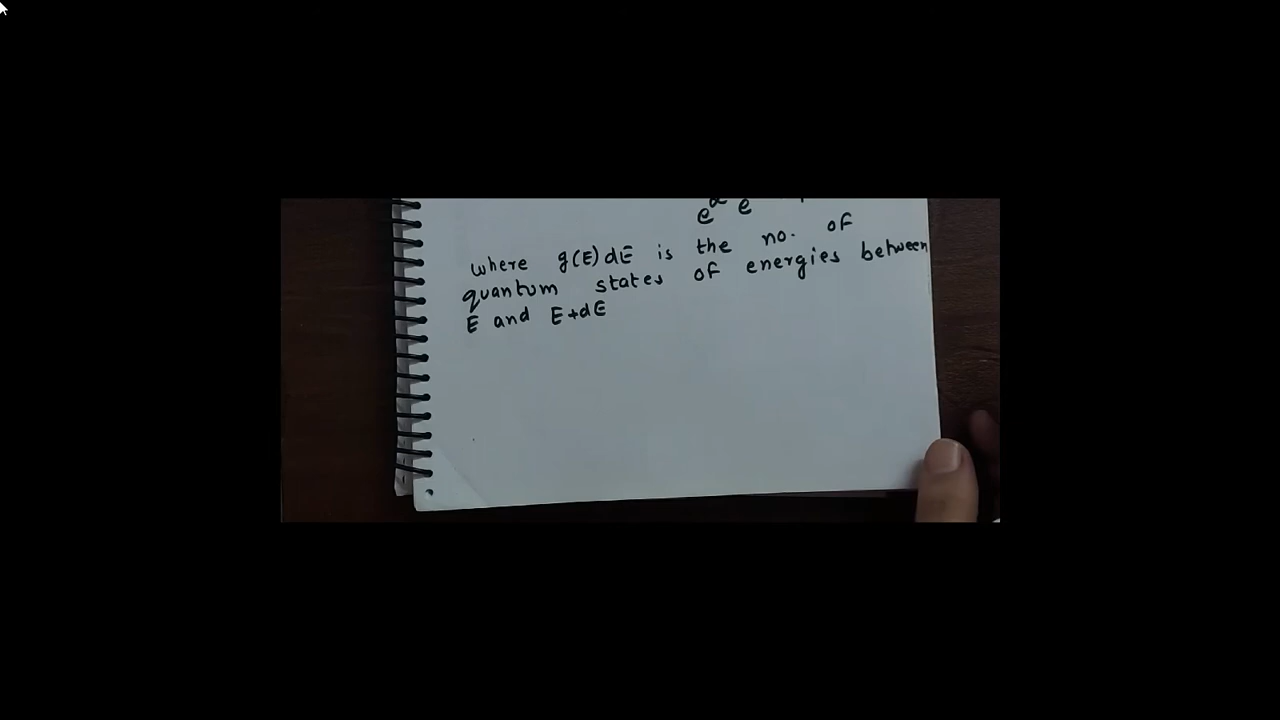 e^α e
where g(E)dE is the no. of
quantum states of energies between
E and E+dE